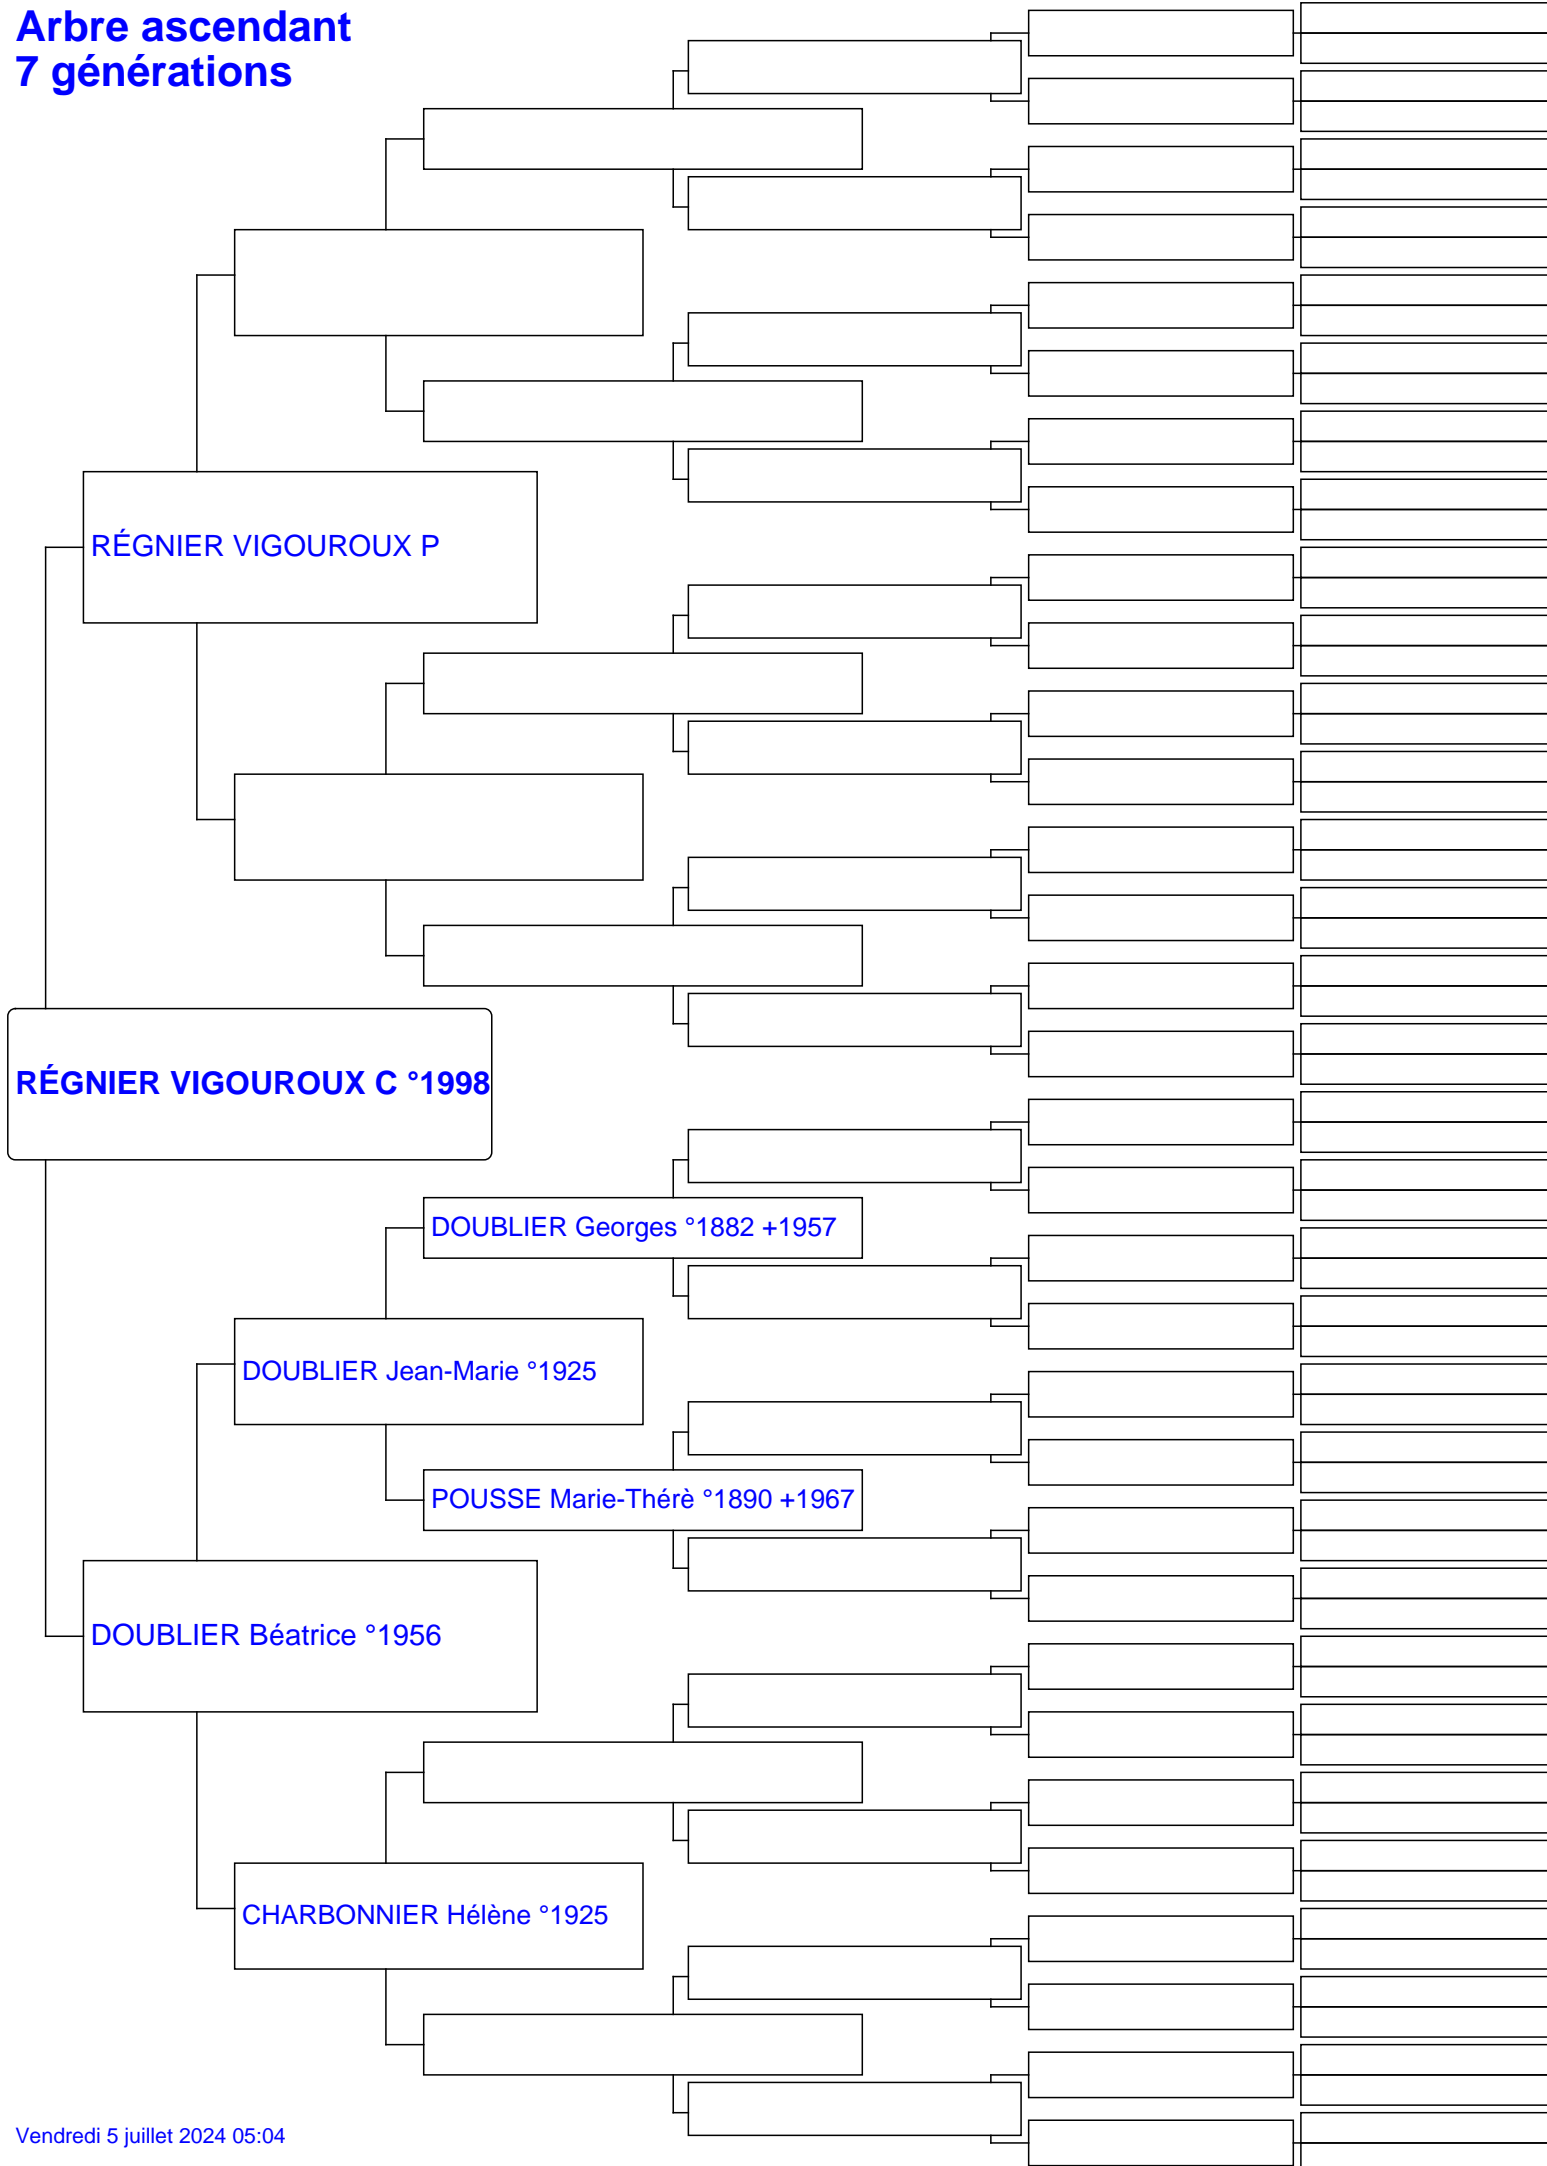 Arbre ascendant
7 générations
RÉGNIER VIGOUROUX P
RÉGNIER VIGOUROUX C °1998
DOUBLIER Georges °1882 +1957
DOUBLIER Jean-Marie °1925
POUSSE Marie-Thérè °1890 +1967
DOUBLIER Béatrice °1956
CHARBONNIER Hélène °1925
Vendredi 5 juillet 2024 05:04